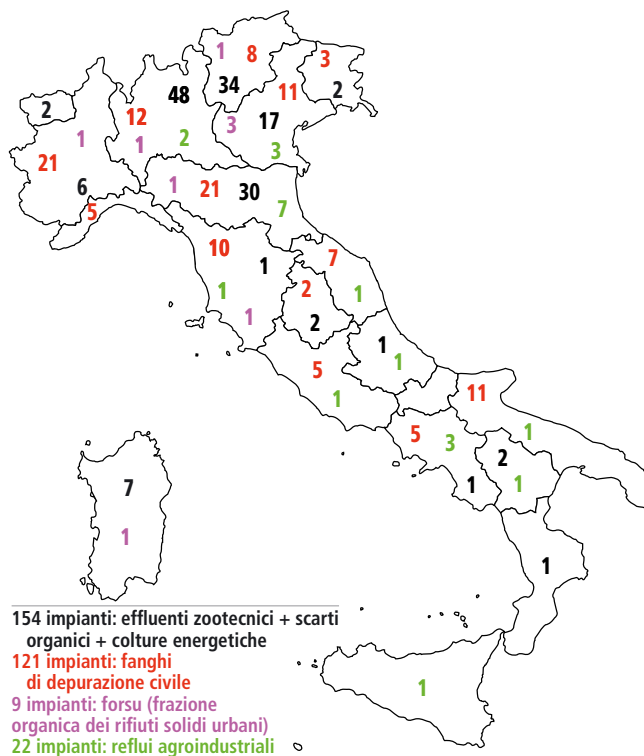 1 8 3
34 11 2
48
2 12 3 17
1 1 2 3
21
6 1 21 30 7
5
10 1 7
1 2 1
1 2
1
5 1
1 11
5 3 1
2
1 1
7
1
1
154 impianti: effluenti zootecnici + scarti
organici + colture energetiche
121 impianti: fanghi
di depurazione civile
9 impianti: forsu (frazione
organica dei rifiuti solidi urbani)
22 impianti: reflui agroindustriali
1